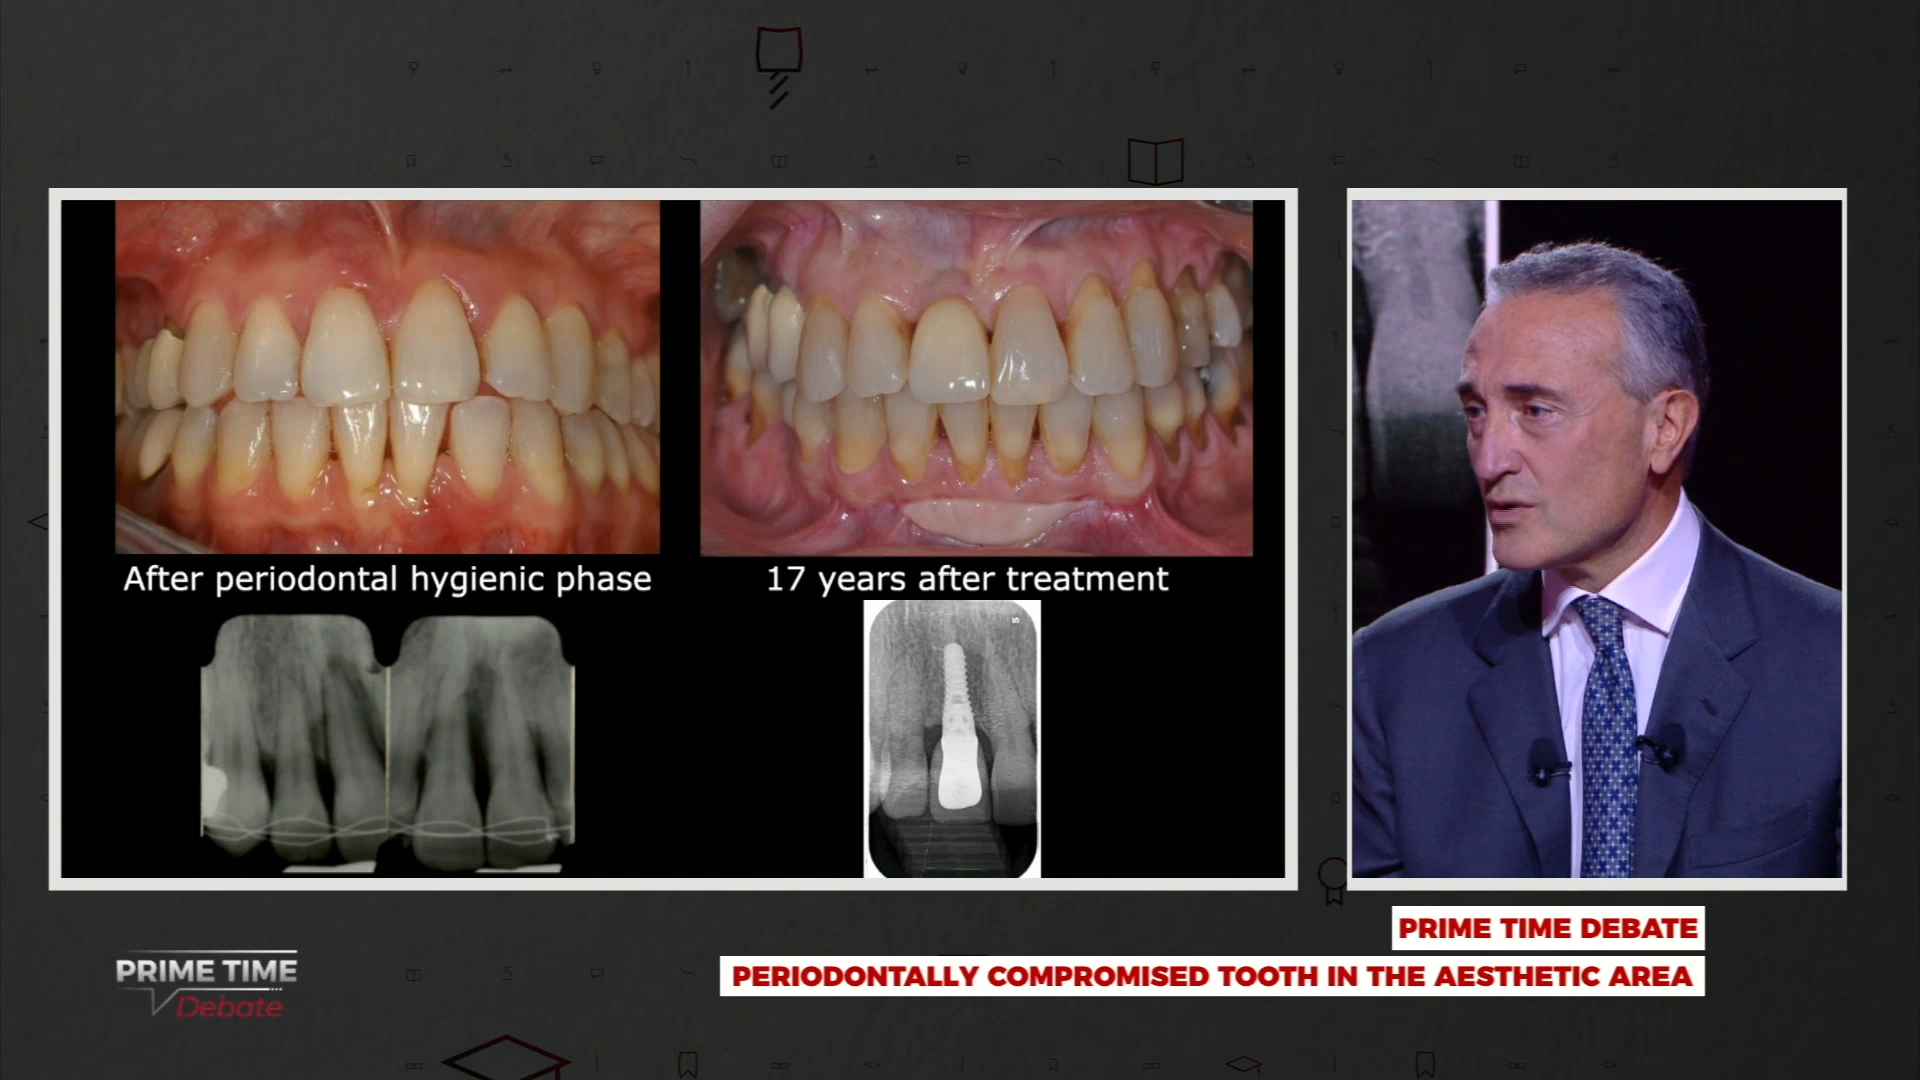 After periodontal hygienic phase
17 years after treatment
S
PRIME TIME DEBATE
PERIODONTALLY COMPROMISED TOOTH IN THE AESTHETIC AREA
PRIME TIME
Debate